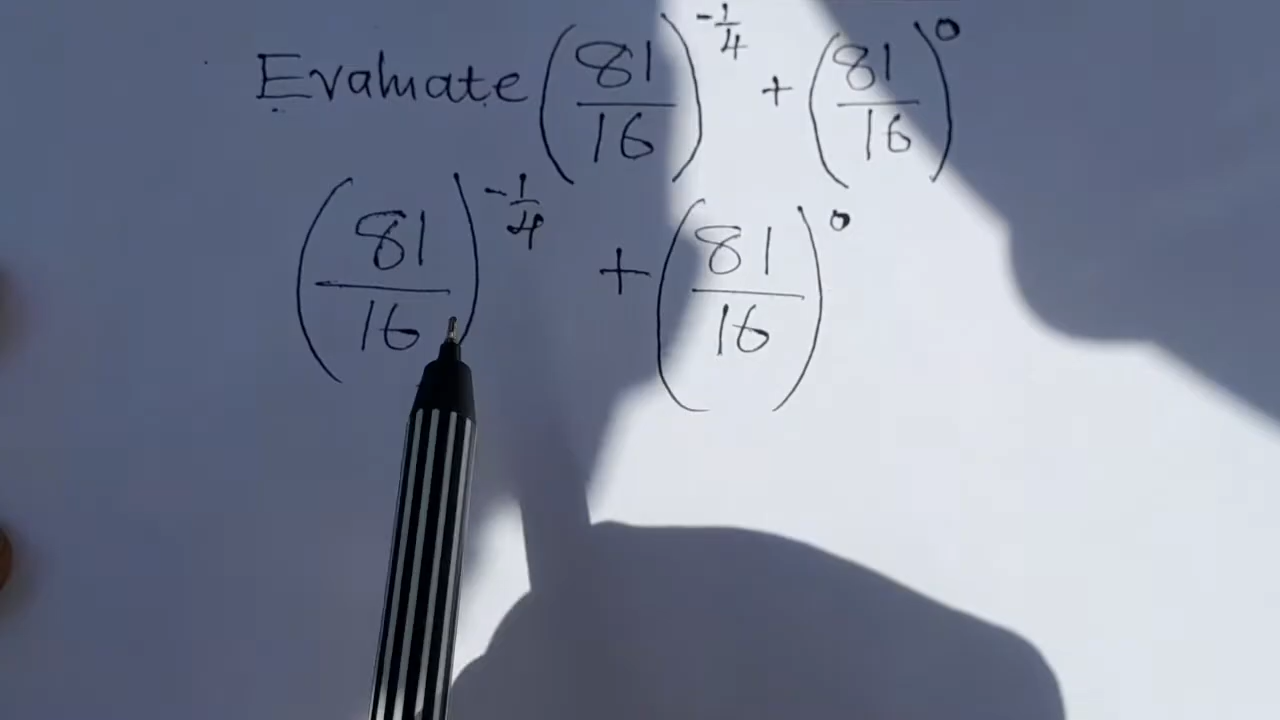 Evaluate (81/16)^(-1/4) + (81/16)^0
(81/16)^(-1/4) + (81/16)^0